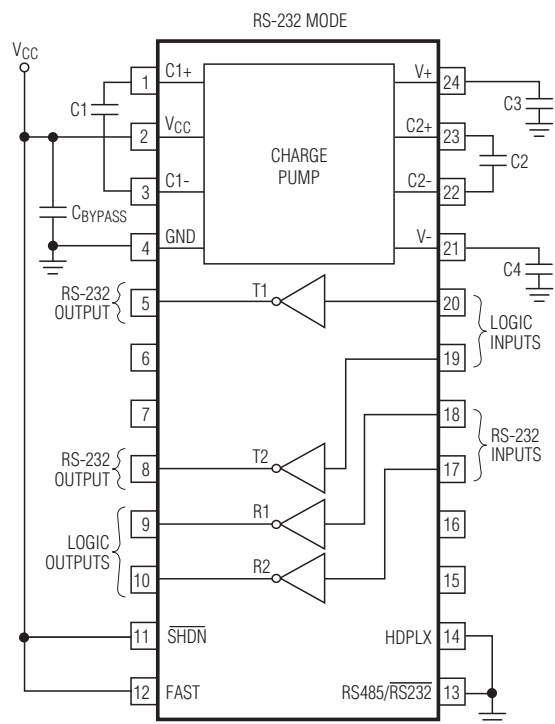 RS-232 MODE
VCC
C1
1
C1+
V+
24
C3
2
VCC
C2+
23
CHARGE
PUMP
C2
3
C1-
C2-
22
CBYPASS
4
GND
V-
21
C4
RS-232
OUTPUT
5
T1
20
LOGIC
INPUTS
6
19
7
18
RS-232
INPUTS
RS-232
OUTPUT
8
T2
17
LOGIC
OUTPUTS
9
R1
16
10
R2
15
11
SHDN
HDPLX
14
12
FAST
RS485/RS232
13